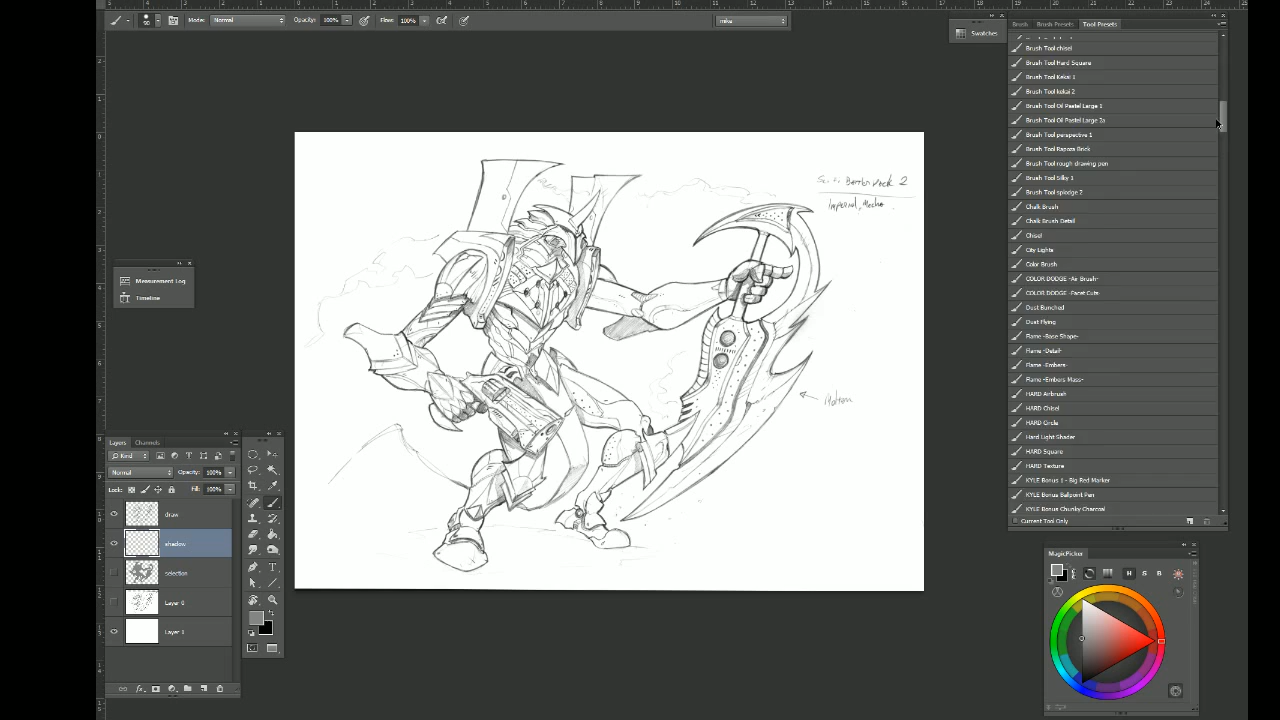 Mode: Normal Opacity: 100% Flow: 100% mike
Swatches
Brush Brush Presets Tool Presets
Brush Tool chisel
Brush Tool Hard Square
Brush Tool Kekai 1
Brush Tool kekai 2
Brush Tool Oil Pastel Large 1
Brush Tool Oil Pastel Large 2a
Brush Tool perspective 1
Brush Tool Rapoza Brick
Brush Tool rough drawing pen
Brush Tool Silky 1
Brush Tool splodge 2
Chalk Brush
Chalk Brush Detail
Chisel
City Lights
Color Brush
COLOR DODGE -Air Brush-
COLOR DODGE -Facet Cuts-
Dust Bunched
Dust Flying
Flame -Base Shape-
Flame -Detail-
Flame -Embers-
Flame -Embers Mass-
HARD Airbrush
HARD Chisel
HARD Circle
Hard Light Shader
HARD Square
HARD Texture
KYLE Bonus 1 - Big Red Marker
KYLE Bonus Ballpoint Pen
KYLE Bonus Chunky Charcoal
Current Tool Only
MagicPicker
H S B
Measurement Log
Timeline
2
Imperial
Layers Channels
Kind
Normal Opacity: 100%
Lock: Fill: 100%
draw
shadow
selection
Layer 0
Layer 1